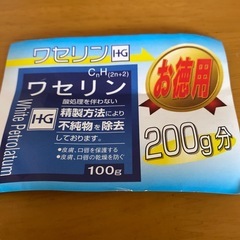 ワセリン HG
お徳用
200g分
CnH(2n+2)
ワセリン
酸処理を伴わない
HG 精製方法により
不純物を除去
しております。
●皮膚、口唇を保護する
●皮膚、口唇の乾燥を防ぐ
100g
White Petrolatum